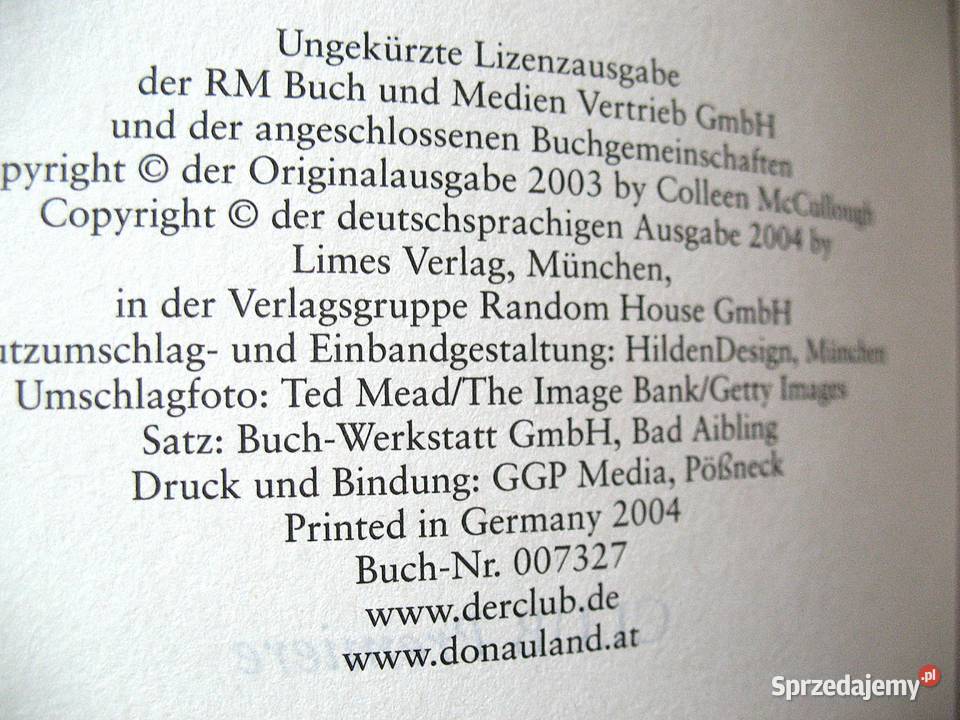 Ungekürzte Lizenzausgabe
der RM Buch und Medien Vertrieb GmbH
und der angeschlossenen Buchgemeinschaften
pyright © der Originalausgabe 2003 by Colleen McCullough
Copyright © der deutschsprachigen Ausgabe 2004 by
Limes Verlag, München,
in der Verlagsgruppe Random House GmbH
utzumschlag- und Einbandgestaltung: HildenDesign, München
Umschlagfoto: Ted Mead/The Image Bank/Getty Images
Satz: Buch-Werkstatt GmbH, Bad Aibling
Druck und Bindung: GGP Media, Pößneck
Printed in Germany 2004
Buch-Nr. 007327
www.derclub.de
www.donauland.at
Sprzedajemy.pl